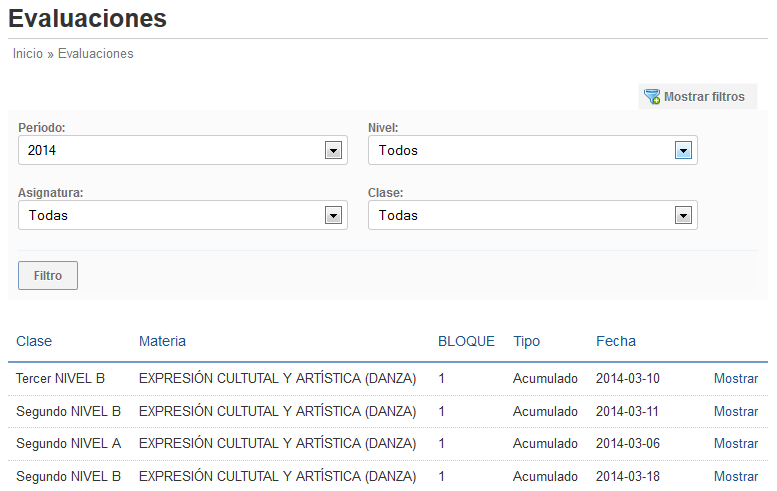 Evaluaciones
Inicio » Evaluaciones
Mostrar filtros
Período: Nivel:
2014 Todos
Asignatura: Clase:
Todas Todas
Filtro
Clase Materia BLOQUE Tipo Fecha
Tercer NIVEL B EXPRESIÓN CULTUTAL Y ARTÍSTICA (DANZA) 1 Acumulado 2014-03-10 Mostrar
Segundo NIVEL B EXPRESIÓN CULTUTAL Y ARTÍSTICA (DANZA) 1 Acumulado 2014-03-11 Mostrar
Segundo NIVEL A EXPRESIÓN CULTUTAL Y ARTÍSTICA (DANZA) 1 Acumulado 2014-03-06 Mostrar
Segundo NIVEL B EXPRESIÓN CULTUTAL Y ARTÍSTICA (DANZA) 1 Acumulado 2014-03-18 Mostrar